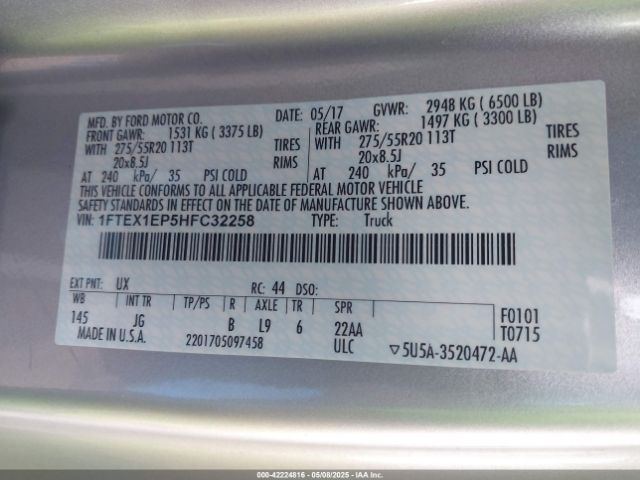 MFD. BY FORD MOTOR CO.
DATE: 05/17 GVWR: 2948 KG ( 6500 LB)
FRONT GAWR: 1531 KG ( 3375 LB)
REAR GAWR: 1497 KG ( 3300 LB)
WITH 275/55R20 113T TIRES
WITH 275/55R20 113T TIRES
20x8.5J RIMS
20x8.5J RIMS
AT 240 kPa/ 35 PSI COLD
AT 240 kPa/ 35 PSI COLD
THIS VEHICLE CONFORMS TO ALL APPLICABLE FEDERAL MOTOR VEHICLE
SAFETY STANDARDS IN EFFECT ON THE DATE OF MANUFACTURE SHOWN ABOVE.
VIN: 1FTEX1EP5HFC32258 TYPE: Truck
EXT PNT: UX RC: 44 DSO:
WB INT TR TP/PS R AXLE TR SPR
145 JG B L9 6 22AA
F0101
T0715
MADE IN U.S.A. 2201705097458 ULC ▽5U5A-3520472-AA
000-42224816 - 05/08/2025 - IAA Inc.